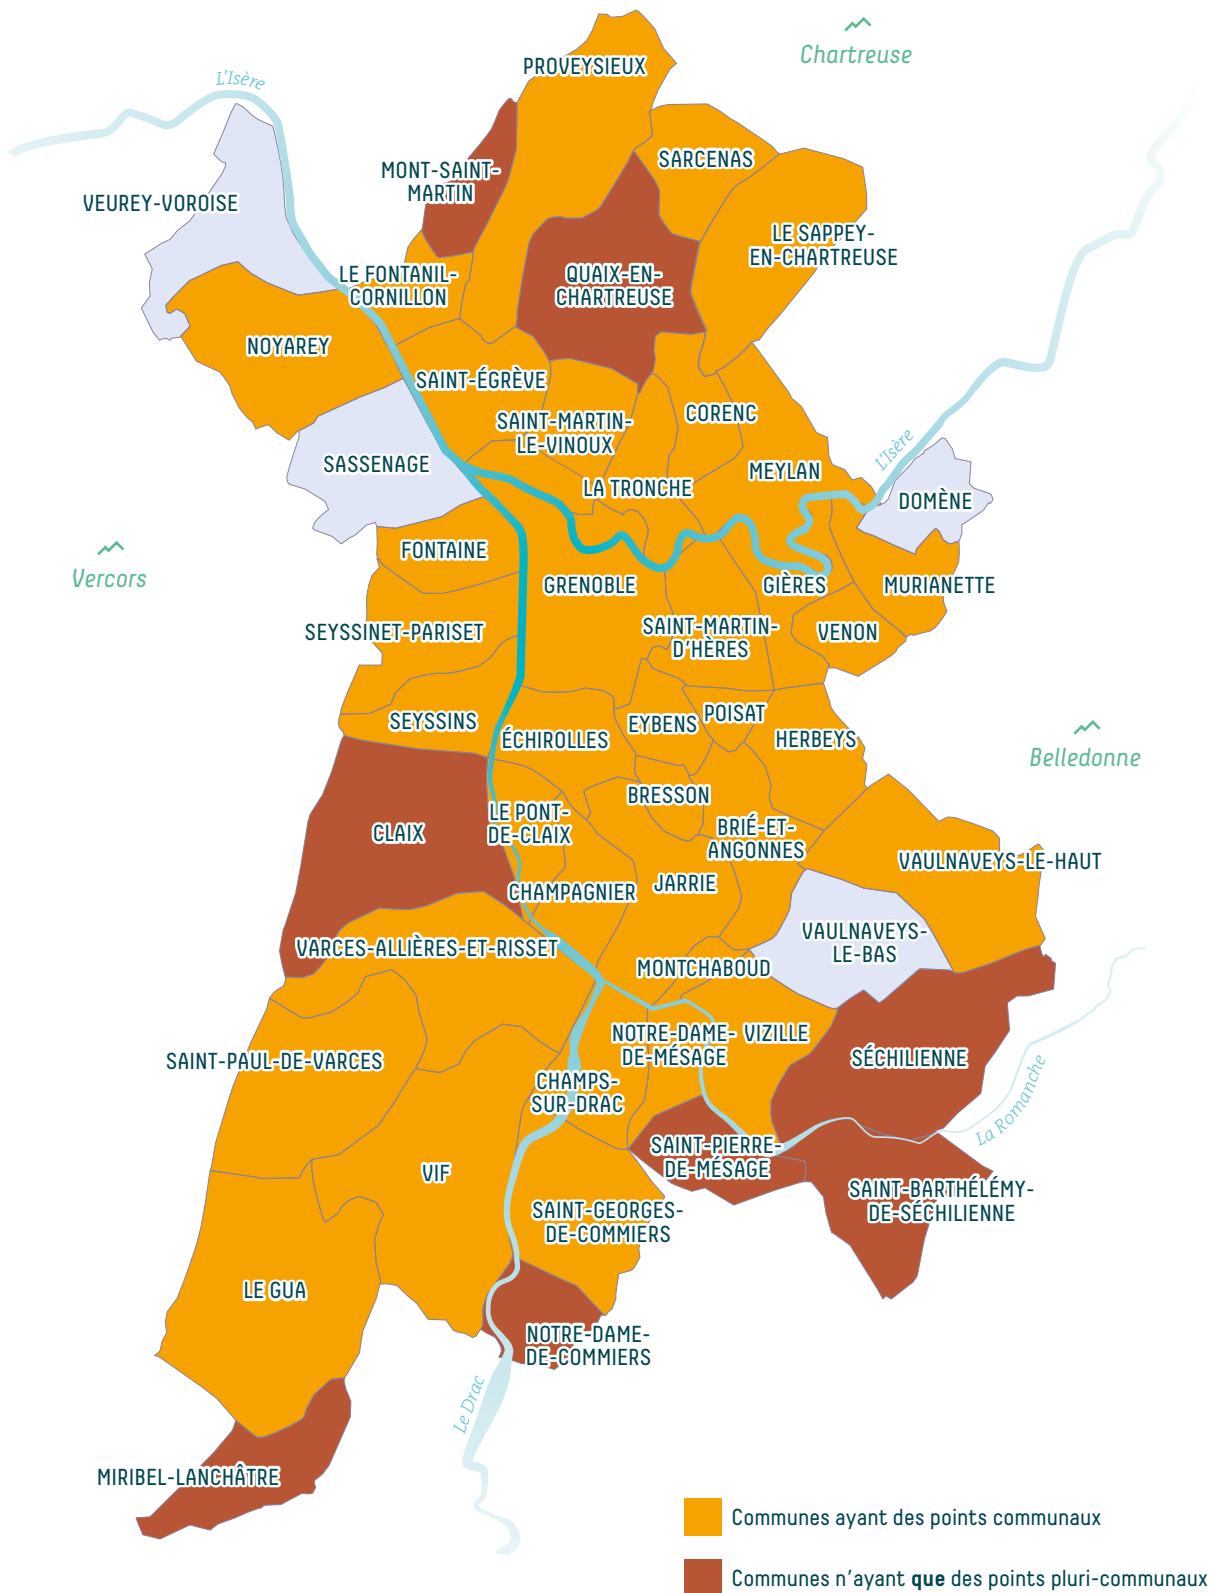 Chartreuse
PROVEYSIEUX
L'Isère
SARCENAS
MONT-SAINT-
MARTIN
VEUREY-VOROISE
LE SAPPEY-
EN-CHARTREUSE
LE FONTANIL-
CORNILLON
QUAIX-EN-
CHARTREUSE
NOYAREY
SAINT-ÉGRÈVE
SAINT-MARTIN-
LE-VINOUX
CORENC
L'Isère
SASSENAGE
MEYLAN
LA TRONCHE
DOMÈNE
FONTAINE
Vercors
GRENOBLE
GIÈRES
MURIANETTE
SEYSSINET-PARISET
SAINT-MARTIN-
D'HÈRES
VENON
SEYSSINS
EYBENS
POISAT
ÉCHIROLLES
HERBEYS
Belledonne
BRESSON
CLAIX
LE PONT-
DE-CLAIX
BRIÉ-ET-
ANGONNES
VAULNAVEYS-LE-HAUT
CHAMPAGNIER
JARRIE
VARCES-ALLIÈRES-ET-RISSET
VAULNAVEYS-
LE-BAS
MONTCHABOUD
SAINT-PAUL-DE-VARCES
NOTRE-DAME-
DE-MÉSAGE
VIZILLE
SÉCHILIENNE
CHAMPS-
SUR-DRAC
La Romanche
VIF
SAINT-PIERRE-
DE-MÉSAGE
SAINT-BARTHÉLÉMY-
DE-SÉCHILIENNE
SAINT-GEORGES-
DE-COMMIERS
LE GUA
NOTRE-DAME-
DE-COMMIERS
Le Drac
MIRIBEL-LANCHÂTRE
Communes ayant des points communaux
Communes n'ayant que des points pluri-communaux